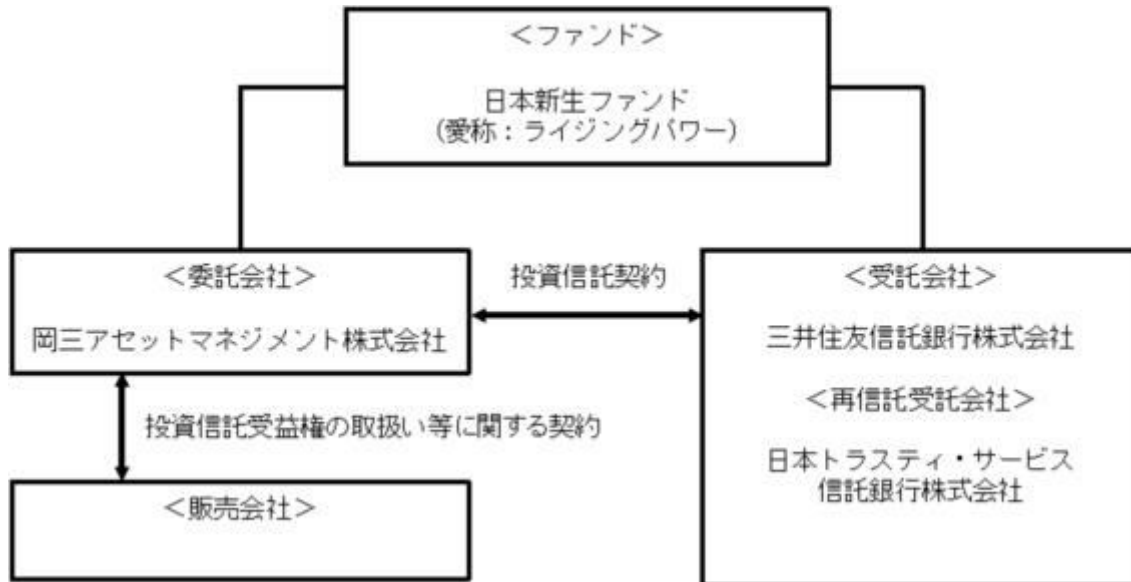 ＜ファンド＞
日本新生ファンド
（愛称：ライジングパワー）
＜委託会社＞
岡三アセットマネジメント株式会社
投資信託契約
＜受託会社＞
三井住友信託銀行株式会社
＜再信託受託会社＞
日本トラスティ・サービス
信託銀行株式会社
投資信託受益権の取扱い等に関する契約
＜販売会社＞